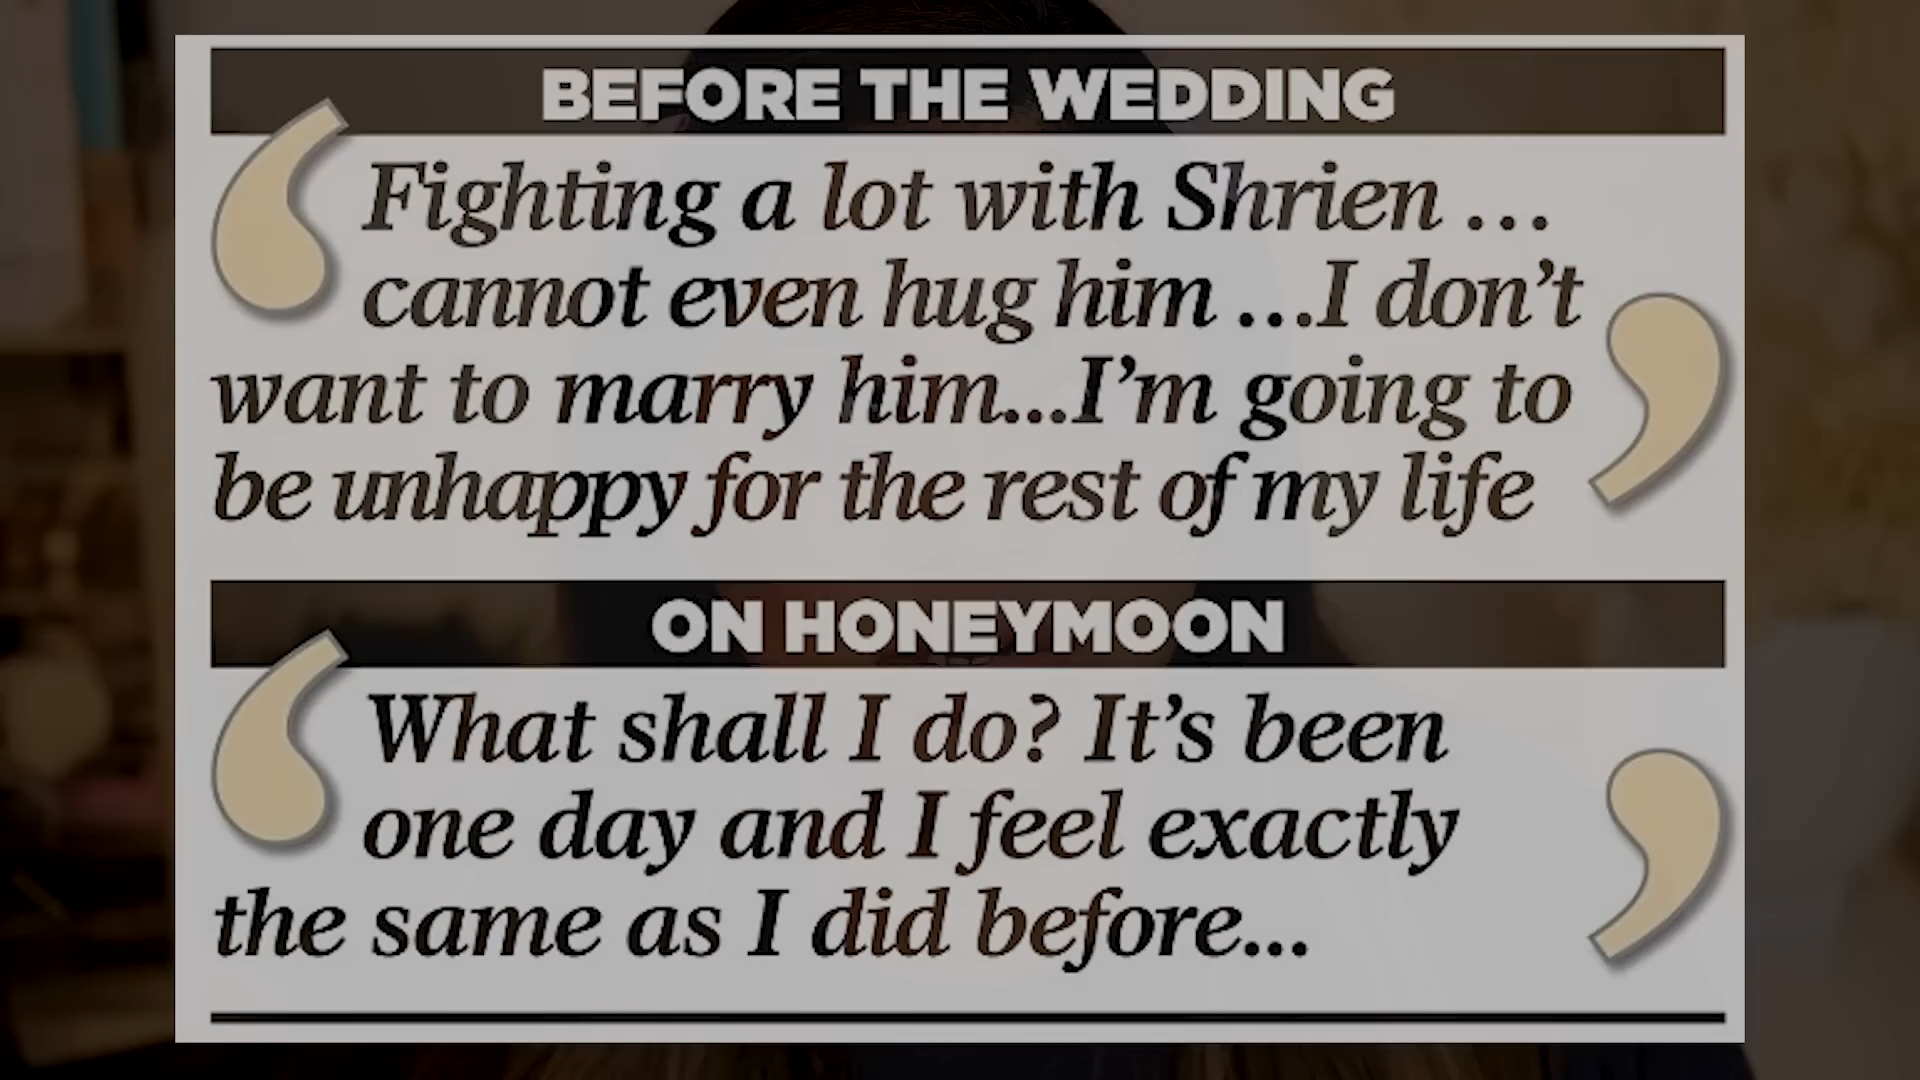 BEFORE THE WEDDING
‘Fighting a lot with Shrien ...
cannot even hug him ...I don’t
want to marry him...I’m going to
be unhappy for the rest of my life’
ON HONEYMOON
‘What shall I do? It’s been
one day and I feel exactly
the same as I did before...’